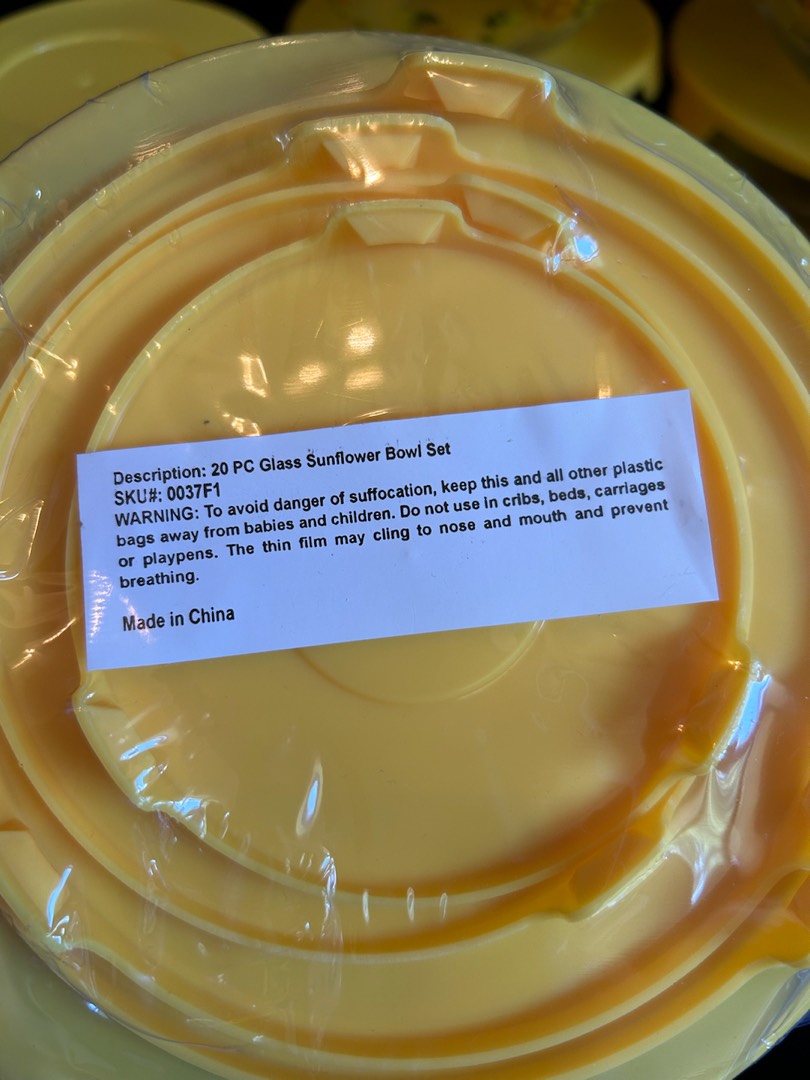 Description: 20 PC Glass Sunflower Bowl Set
SKU#: 0037F1
WARNING: To avoid danger of suffocation, keep this and all other plastic
bags away from babies and children. Do not use in cribs, beds, carriages
or playpens. The thin film may cling to nose and mouth and prevent
breathing.
Made in China